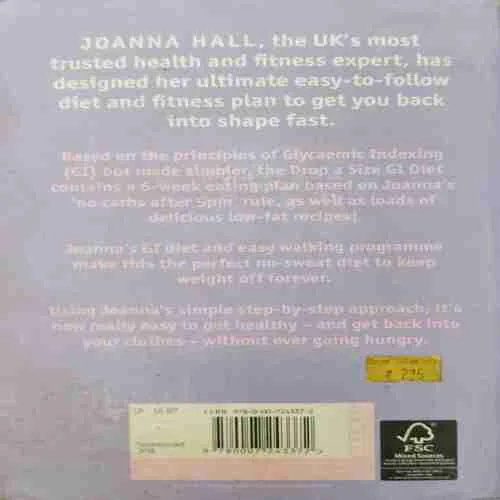 JOANNA HALL, the UK's most
trusted health and fitness expert, has
designed her ultimate easy-to-follow
diet and fitness plan to get you back
into shape fast.
Based on the principles of Glycaemic Indexing
(GI) but made simpler, the Drop a Size GI Diet
contains a 6-week eating plan based on Joanna's
'no carbs after 5pm' rule, as well as loads of
delicious low-fat recipes!
Joanna's GI diet and easy walking programme
make this the perfect no-sweat diet to keep
weight off forever.
Using Joanna's simple step-by-step approach, it's
now really easy to get healthy – and get back into
your clothes – without ever going hungry.
FSC
Mixed Sources